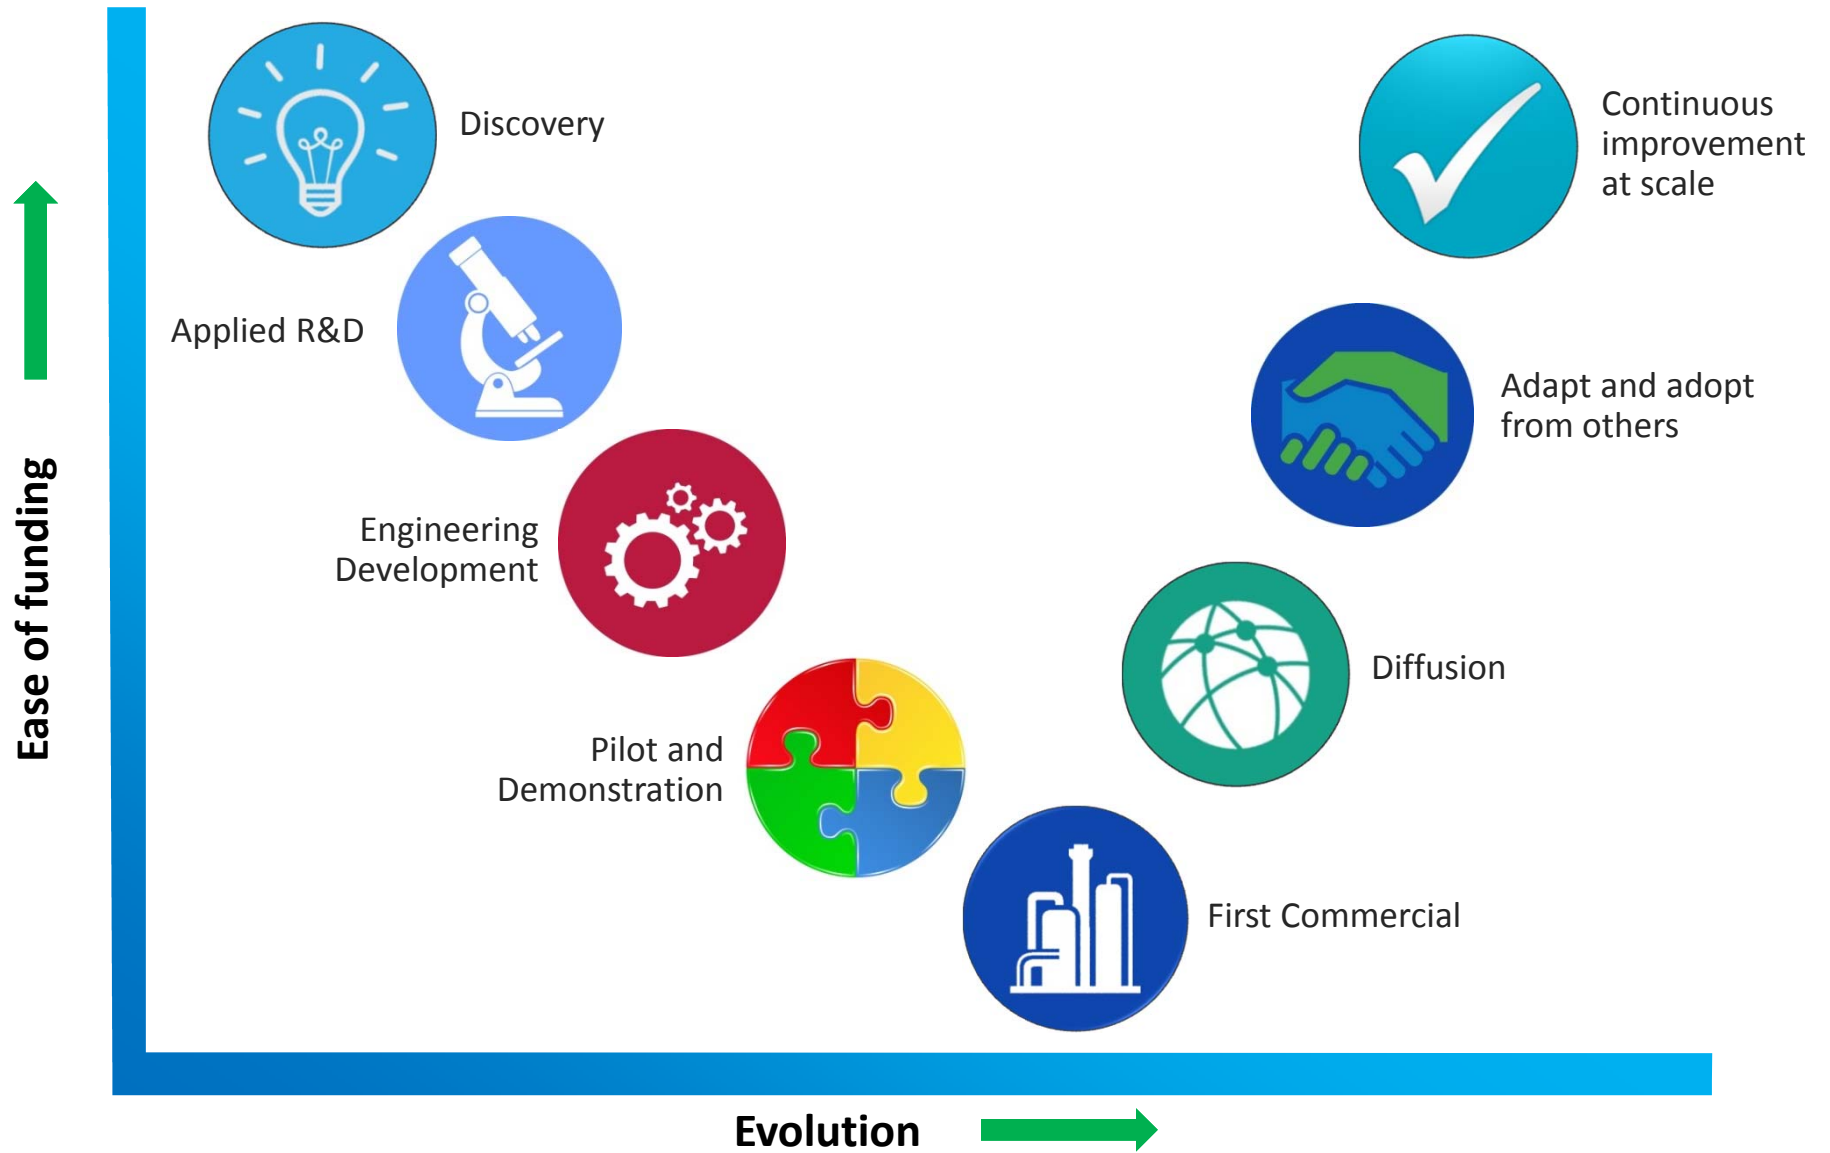 Discovery
Continuous
improvement
at scale
Applied R&D
Adapt and adopt
from others
Engineering
Development
Ease of funding
Diffusion
Pilot and
Demonstration
First Commercial
Evolution